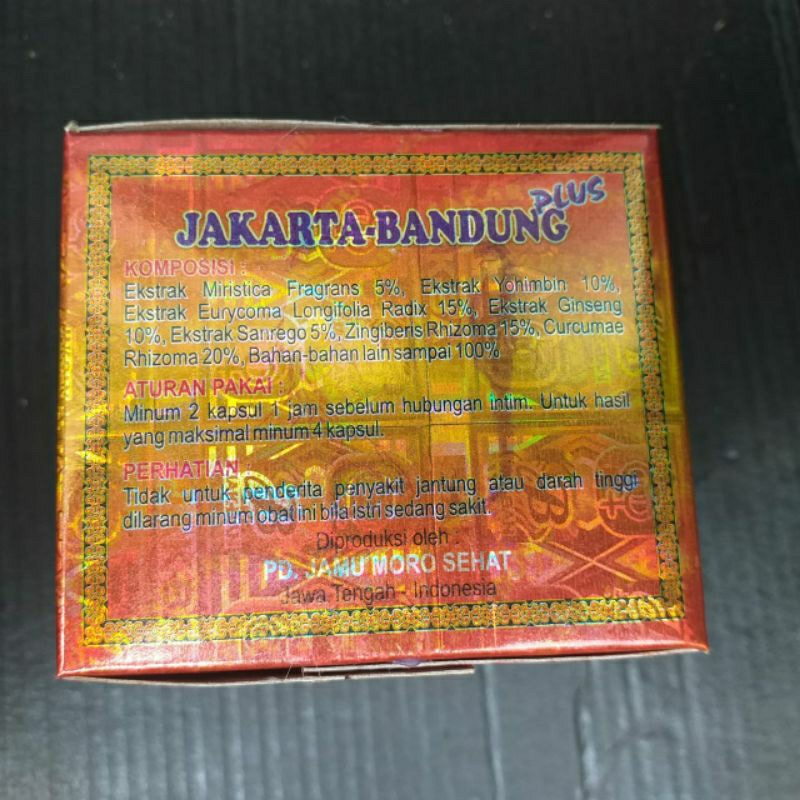 JAKARTA-BANDUNG PLUS
KOMPOSISI :
Ekstrak Miristica Fragrans 5%, Ekstrak Yohimbin 10%,
Ekstrak Eurycoma Longifolia Radix 15%, Ekstrak Ginseng
10%, Ekstrak Sanrego 5%, Zingiberis Rhizoma 15%, Curcumae
Rhizoma 20%, Bahan-bahan lain sampai 100%
ATURAN PAKAI :
Minum 2 kapsul 1 jam sebelum hubungan intim. Untuk hasil
yang maksimal minum 4 kapsul.
PERHATIAN :
Tidak untuk penderita penyakit jantung atau darah tinggi
dilarang minum obat ini bila istri sedang sakit.
Diproduksi oleh :
PD. JAMU MORO SEHAT
Jawa Tengah - Indonesia